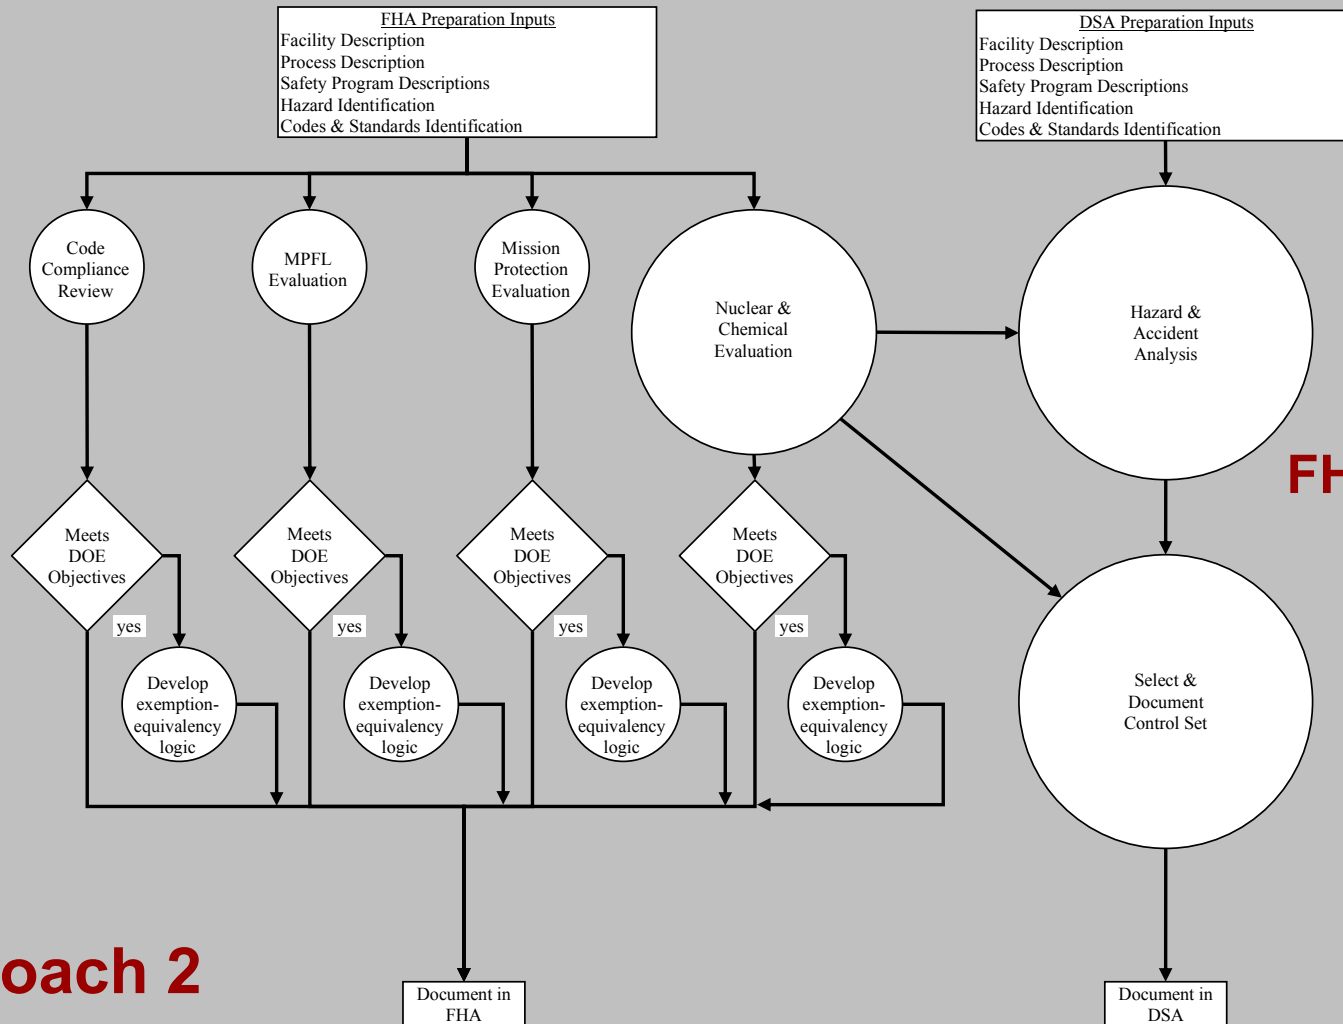 FHA Preparation Inputs
Facility Description
Process Description
Safety Program Descriptions
Hazard Identification
Codes & Standards Identification
DSA Preparation Inputs
Facility Description
Process Description
Safety Program Descriptions
Hazard Identification
Codes & Standards Identification
Code
Compliance
Review
MPFL
Evaluation
Mission
Protection
Evaluation
Nuclear &
Chemical
Evaluation
Hazard &
Accident
Analysis
FH
Meets
DOE
Objectives
Meets
DOE
Objectives
Meets
DOE
Objectives
Meets
DOE
Objectives
yes
yes
yes
yes
Develop
exemption-
equivalency
logic
Develop
exemption-
equivalency
logic
Develop
exemption-
equivalency
logic
Develop
exemption-
equivalency
logic
Select &
Document
Control Set
oach 2
Document in
FHA
Document in
DSA